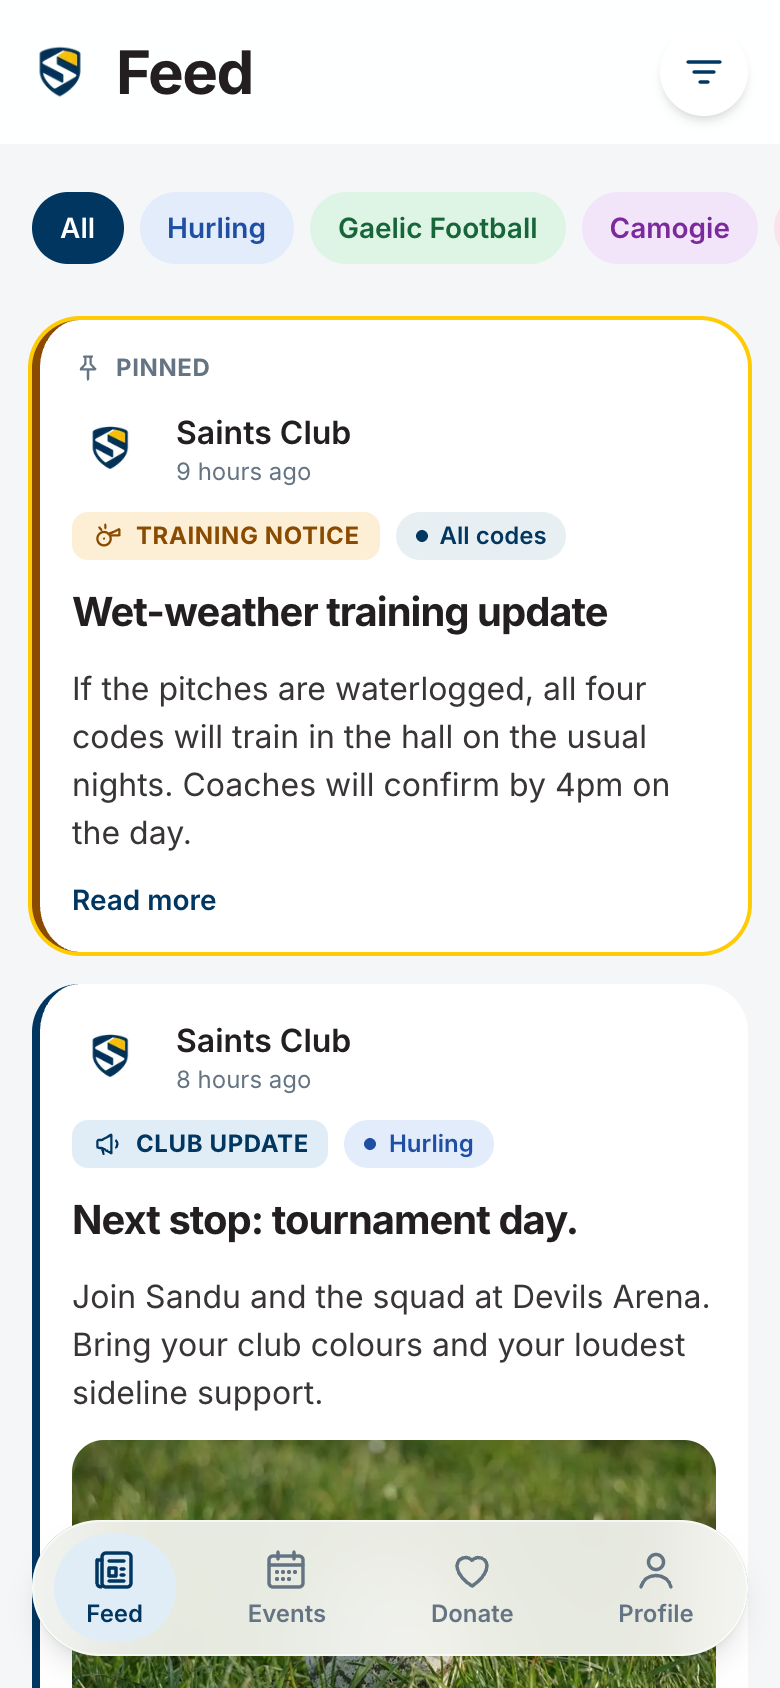 Feed
All
Hurling
Gaelic Football
Camogie
PINNED
Saints Club
9 hours ago
TRAINING NOTICE
All codes
Wet-weather training update
If the pitches are waterlogged, all four
codes will train in the hall on the usual
nights. Coaches will confirm by 4pm on
the day.
Read more
Saints Club
8 hours ago
CLUB UPDATE
Hurling
Next stop: tournament day.
Join Sandu and the squad at Devils Arena.
Bring your club colours and your loudest
sideline support.
Feed
Events
Donate
Profile